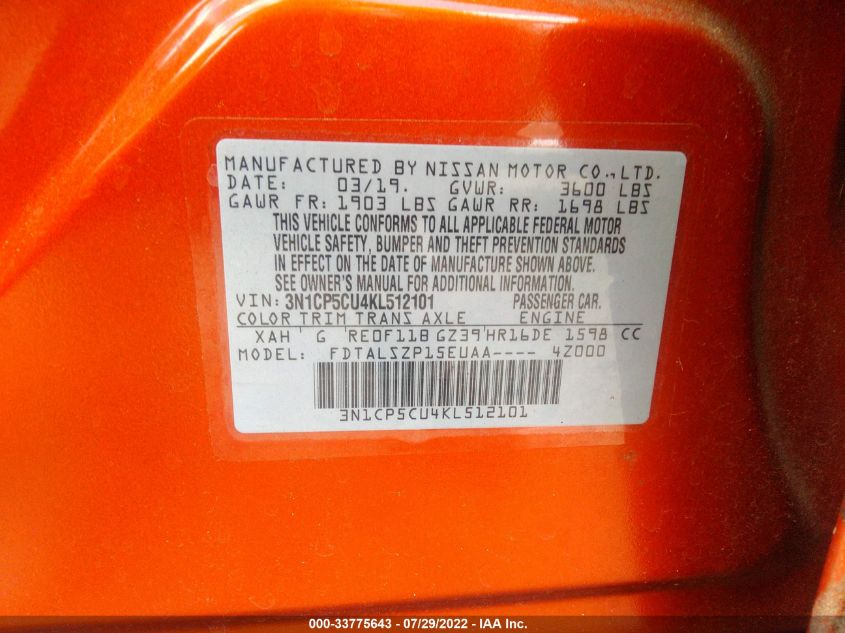 MANUFACTURED BY NISSAN MOTOR CO.,LTD.
DATE: 03/19. GVWR: 3600 LBS
GAWR FR: 1903 LBS GAWR RR: 1698 LBS
THIS VEHICLE CONFORMS TO ALL APPLICABLE FEDERAL MOTOR
VEHICLE SAFETY, BUMPER AND THEFT PREVENTION STANDARDS
IN EFFECT ON THE DATE OF MANUFACTURE SHOWN ABOVE.
SEE OWNER'S MANUAL FOR ADDITIONAL INFORMATION.
VIN: 3N1CP5CU4KL512101 PASSENGER CAR.
COLOR TRIM TRANS AXLE ENGINE
XAH ' G RE0F11B GZ39'HR16DE 1598 CC
MODEL: FDTALSZP15EUAA---- 4Z000
3N1CP5CU4KL512101
000-33775643 - 07/29/2022 - IAA Inc.